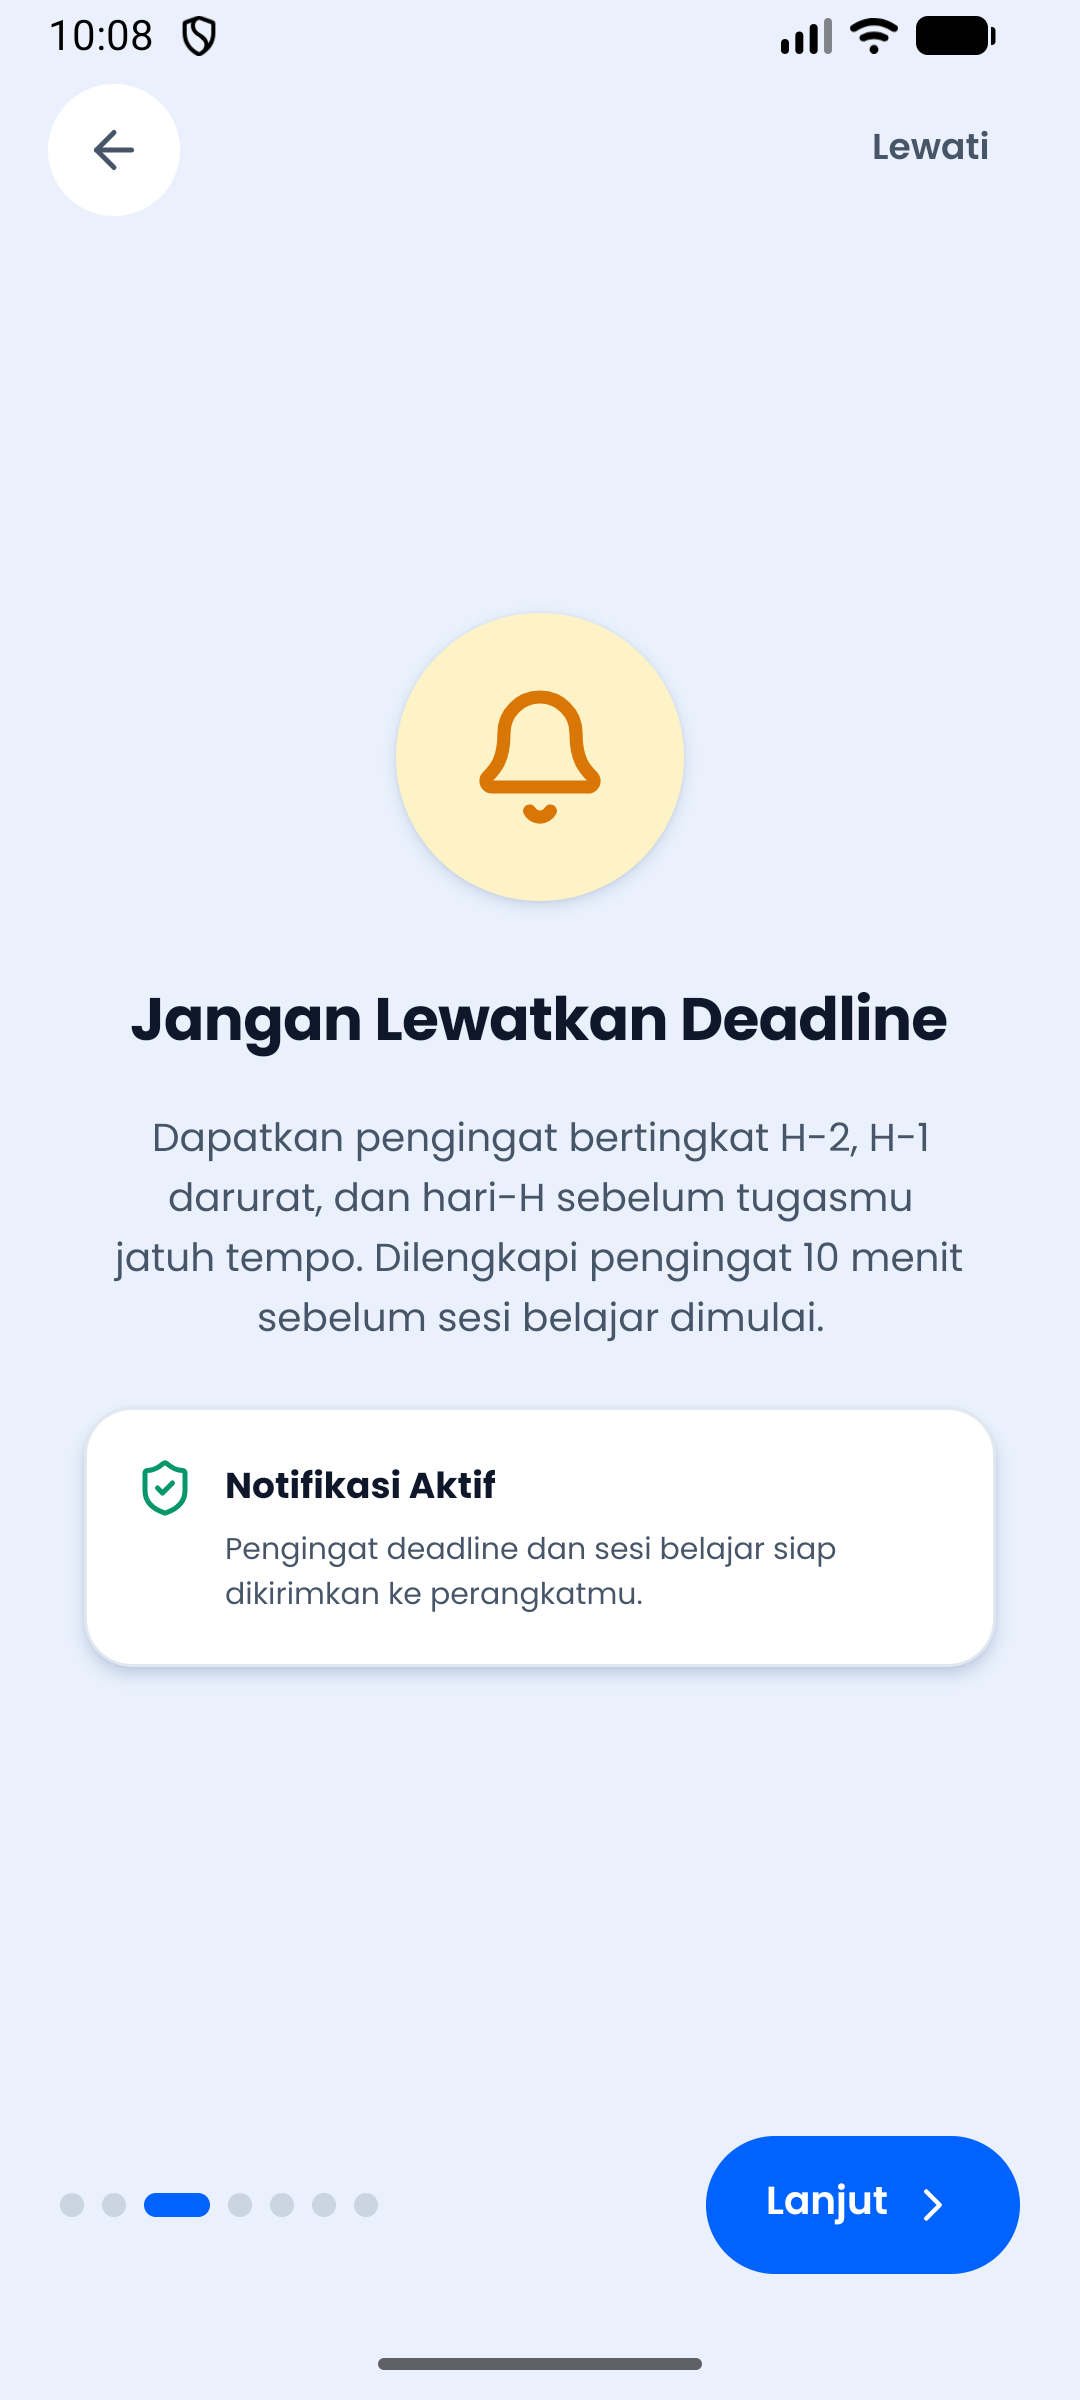 10:08
Lewati
Jangan Lewatkan Deadline
Dapatkan pengingat bertingkat H-2, H-1
darurat, dan hari-H sebelum tugasmu
jatuh tempo. Dilengkapi pengingat 10 menit
sebelum sesi belajar dimulai.
Notifikasi Aktif
Pengingat deadline dan sesi belajar siap
dikirimkan ke perangkatmu.
Lanjut